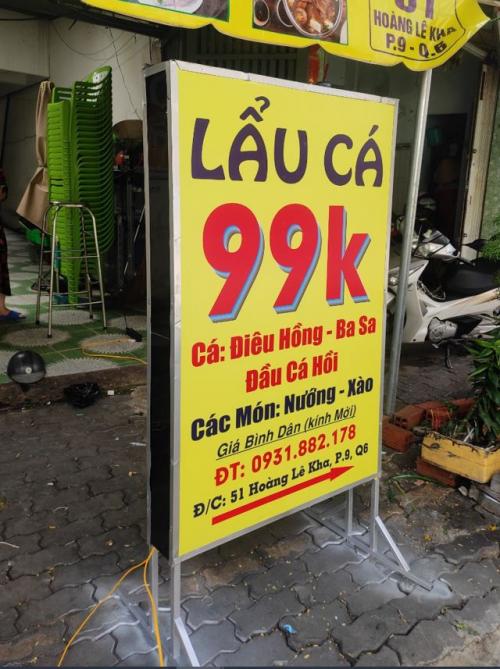 51
HOÀNG LÊ KHA
P.9 - Q.6
LẨU CÁ
99k
Cá: Điêu Hồng - Ba Sa
Đầu Cá Hồi
Các Món: Nướng - Xào
Giá Bình Dân (kính Mời)
ĐT: 0931.882.178
Đ/C: 51 Hoàng Lê Kha, P.9, Q6